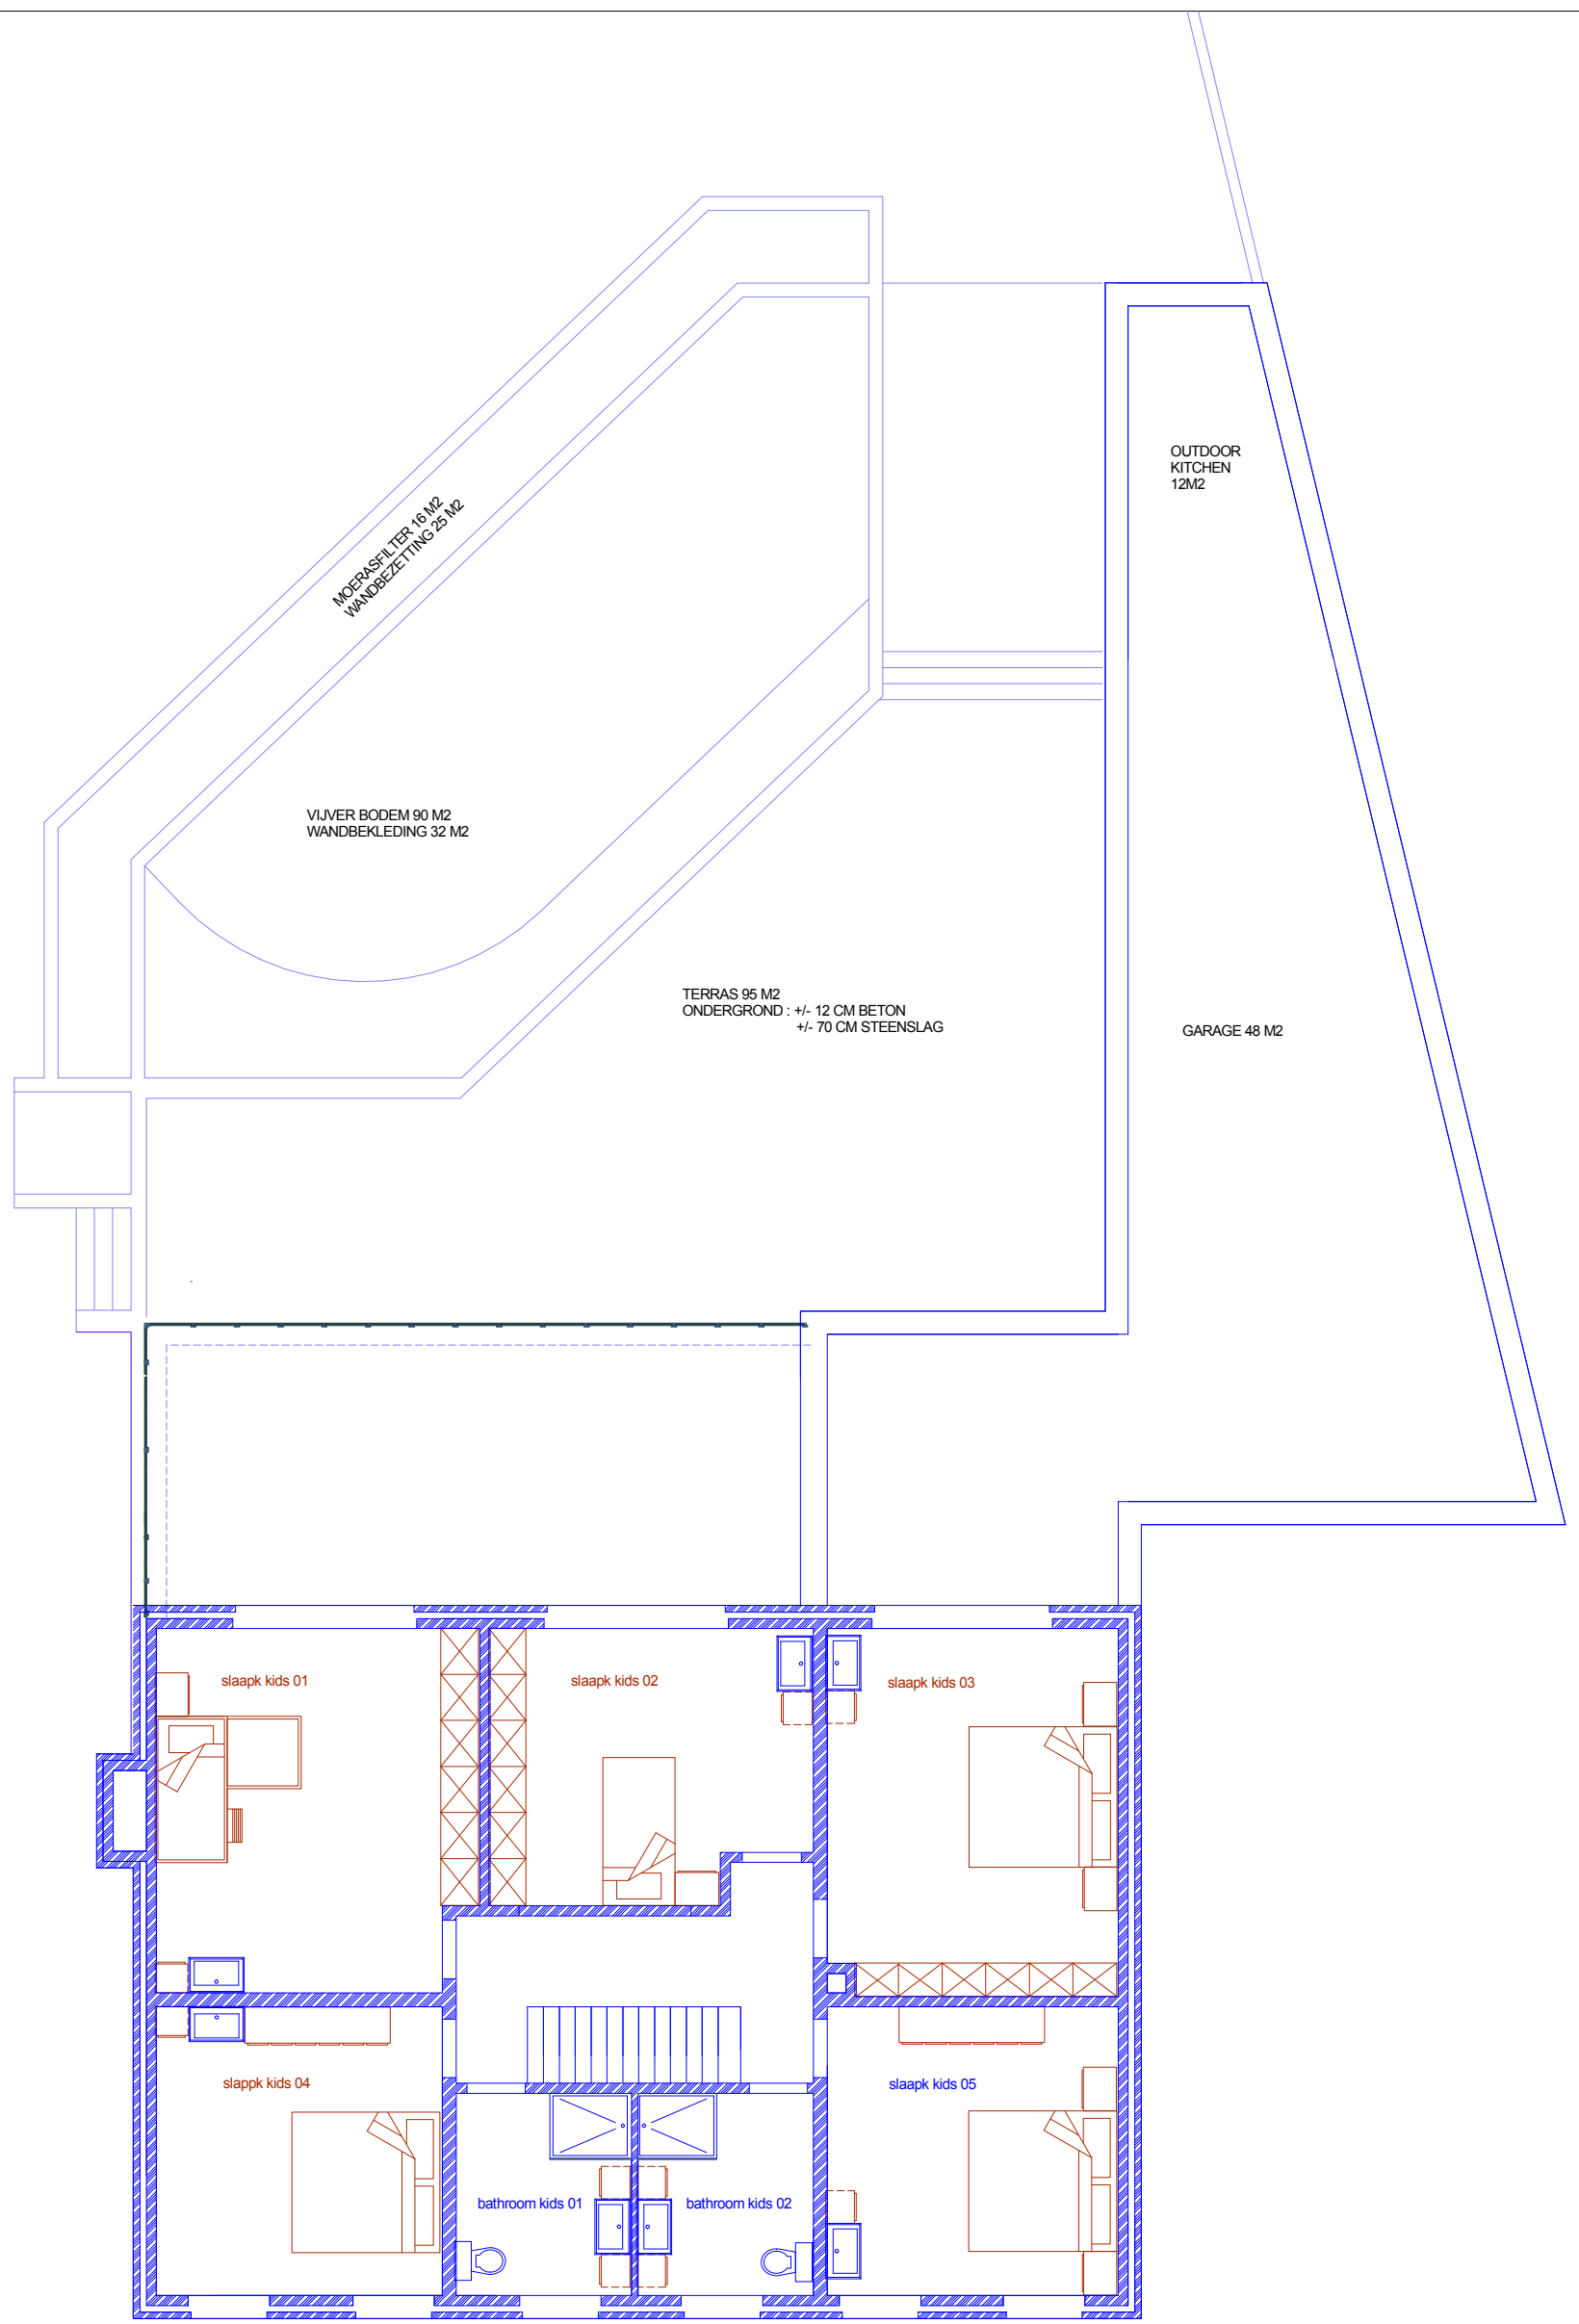 OUTDOOR
KITCHEN
12M2
MOERASFILTER 16 M2
WANDBEZETTING 25 M2
VIJVER BODEM 90 M2
WANDBEKLEDING 32 M2
TERRAS 95 M2
ONDERGROND : +/- 12 CM BETON
+/- 70 CM STEENSLAG
GARAGE 48 M2
slaapk kids 01
slaapk kids 02
slaapk kids 03
slappk kids 04
slaapk kids 05
bathroom kids 01
bathroom kids 02